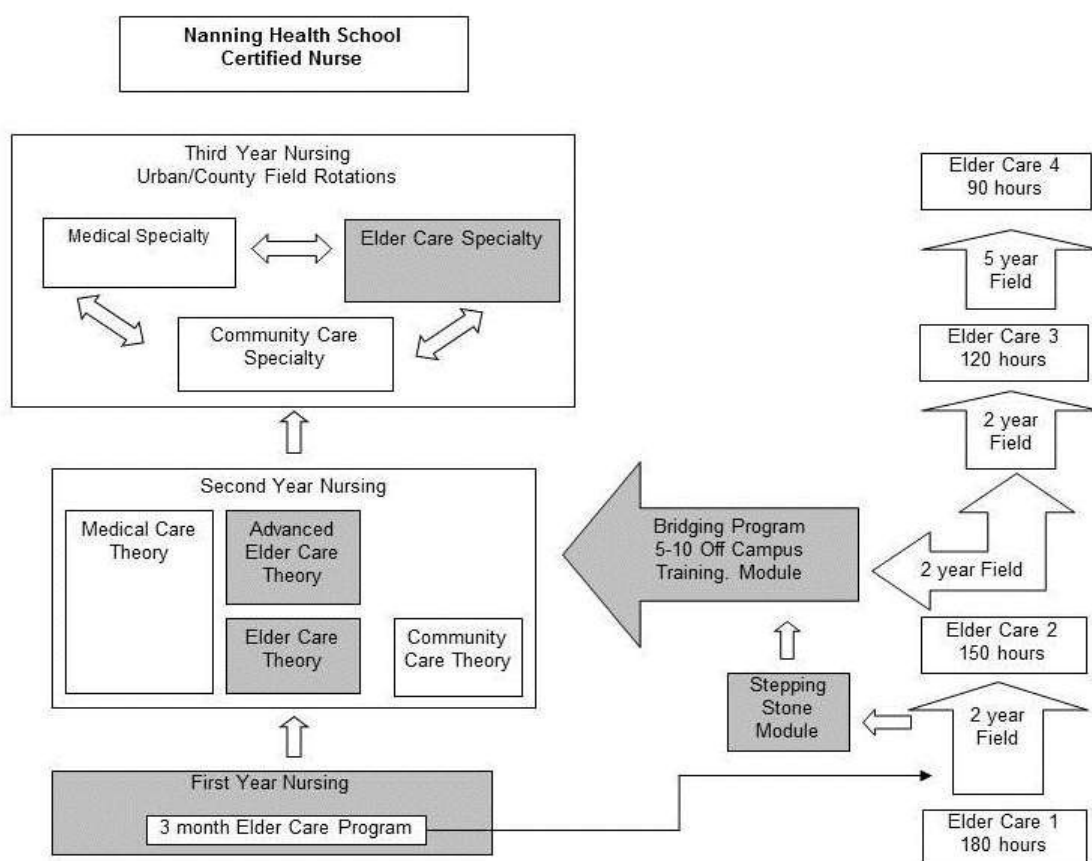 Nanning Health School
Certified Nurse
Third Year Nursing
Urban/County Field Rotations
Medical Specialty
Elder Care Specialty
Community Care
Specialty
Second Year Nursing
Medical Care
Theory
Advanced
Elder Care
Theory
Elder Care
Theory
Community
Care Theory
First Year Nursing
3 month Elder Care Program
Bridging Program
5-10 Off Campus
Training. Module
Stepping
Stone
Module
Elder Care 4
90 hours
5 year
Field
Elder Care 3
120 hours
2 year
Field
2 year Field
Elder Care 2
150 hours
2 year
Field
Elder Care 1
180 hours